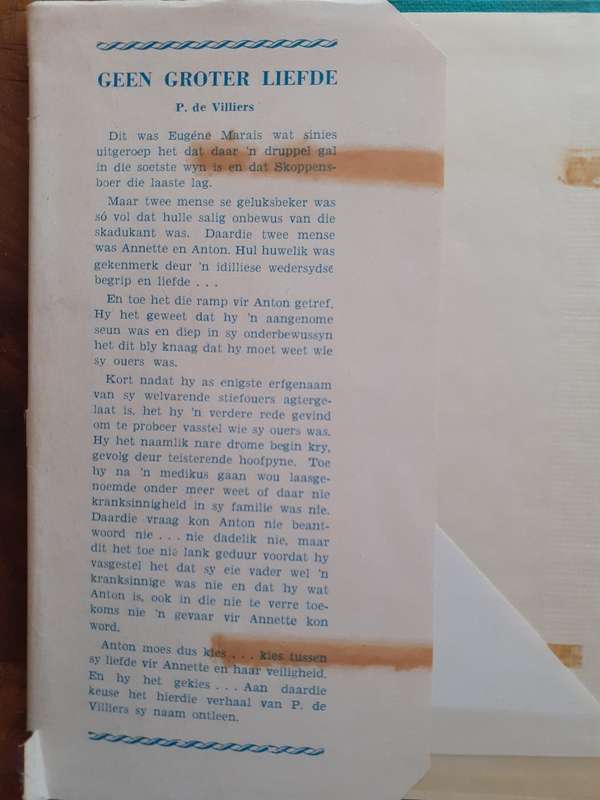 GEEN GROTER LIEFDE
P. de Villiers
Dit was Eugéne Marais wat sinies
uitgeroep het dat daar 'n druppel gal
in die soetste wyn is en dat Skoppens-
boer die laaste lag.
Maar twee mense se geluksbeker was
só vol dat hulle salig onbewus van die
skadukant was. Daardie twee mense
was Annette en Anton. Hul huwelik was
gekenmerk deur 'n idilliese wedersydse
begrip en liefde . . .
En toe het die ramp vir Anton getref.
Hy het geweet dat hy 'n aangenome
seun was en diep in sy onderbewussyn
het dit bly knaag dat hy moet weet wie
sy ouers was.
Kort nadat hy as enigste erfgenaam
van sy welvarende stiefouers agterge-
laat is, het hy 'n verdere rede gevind
om te probeer vasstel wie sy ouers was.
Hy het naamlik nare drome begin kry,
gevolg deur teisterende hoofpyne. Toe
hy na 'n medikus gaan wou laasge-
noemde onder meer weet of daar nie
kranksinnigheid in sy familie was nie.
Daardie vraag kon Anton nie beant-
woord nie . . . nie dadelik nie, maar
dit het toe nie lank geduur voordat hy
vasgestel het dat sy eie vader wel 'n
kranksinnige was nie en dat hy wat
Anton is, ook in die nie te verre toe-
koms nie 'n gevaar vir Annette kon
word.
Anton moes dus kies . . . kies tussen
sy liefde vir Annette en haar veiligheid.
En hy het gekies . . . Aan daardie
keuse het hierdie verhaal van P. de
Villiers sy naam ontleen.